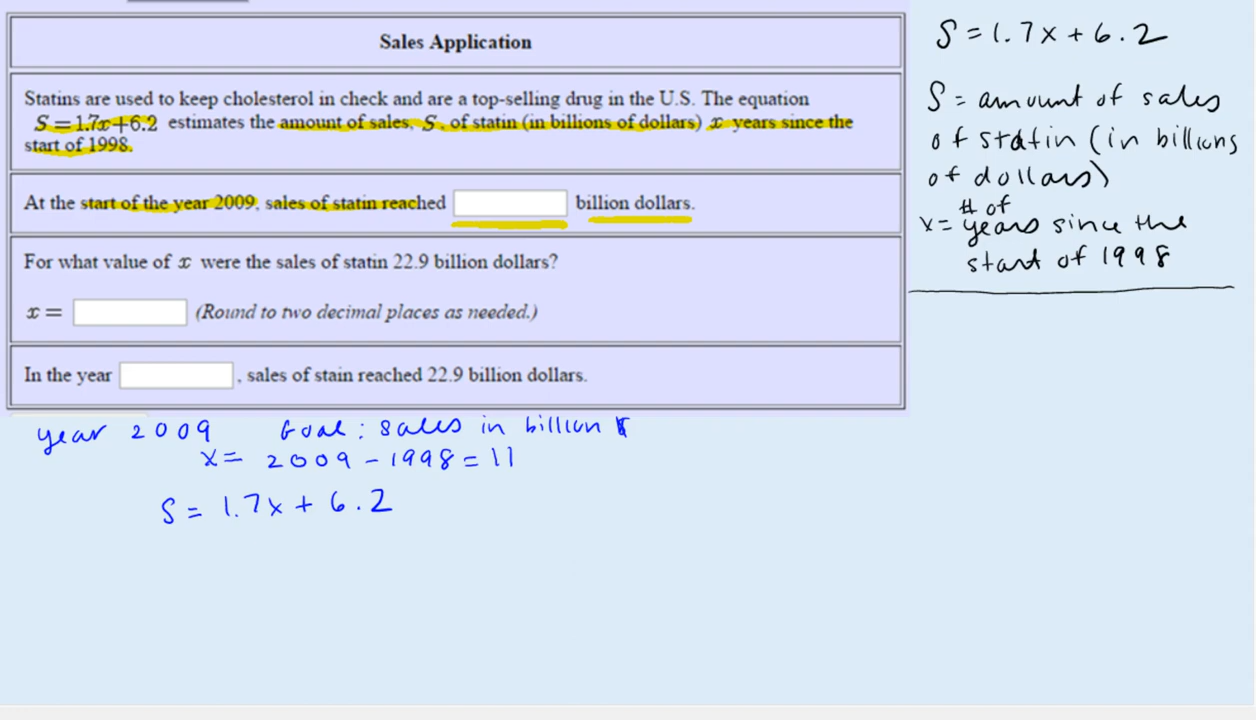 Sales Application
Statins are used to keep cholesterol in check and are a top-selling drug in the U.S. The equation
S = 1.7x+6.2 estimates the amount of sales, S, of statin (in billions of dollars) x years since the
start of 1998.
At the start of the year 2009, sales of statin reached billion dollars.
For what value of x were the sales of statin 22.9 billion dollars?
x = (Round to two decimal places as needed.)
In the year , sales of stain reached 22.9 billion dollars.
S = 1.7x + 6.2
S = amount of sales
of statin (in billions
of dollars)
# of
x = years since the
start of 1998
year 2009 Goal: sales in billion
x = 2009 - 1998 = 11
S = 1.7x + 6.2